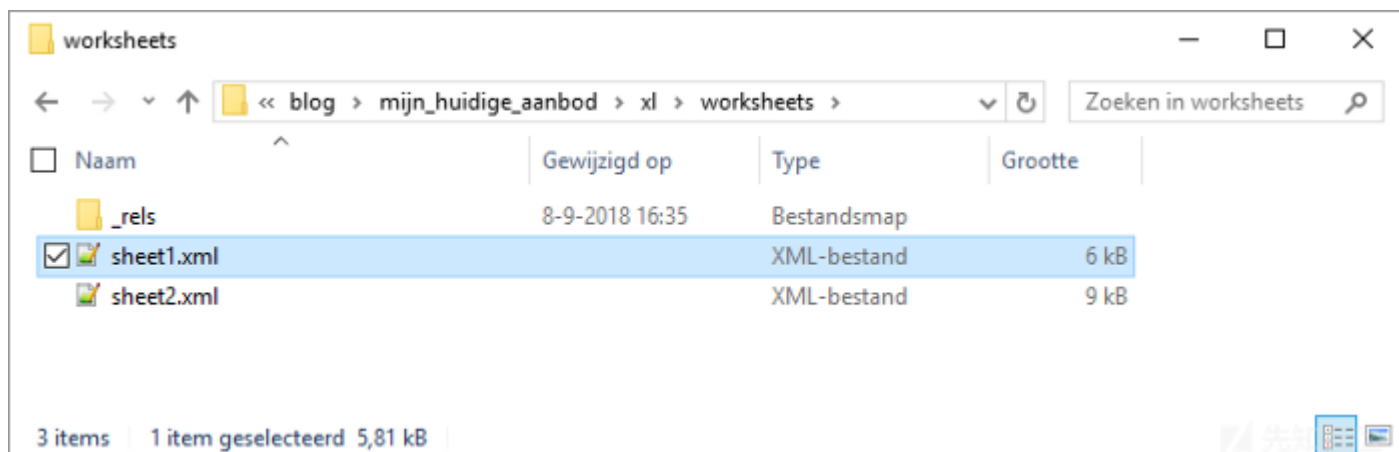 worksheets
« blog › mijn_huidige_aanbod › xl › worksheets › Zoeken in worksheets
Naam Gewijzigd op Type Grootte
_rels 8-9-2018 16:35 Bestandsmap
sheet1.xml XML-bestand 6 kB
sheet2.xml XML-bestand 9 kB
3 items 1 item geselecteerd 5,81 kB
先知